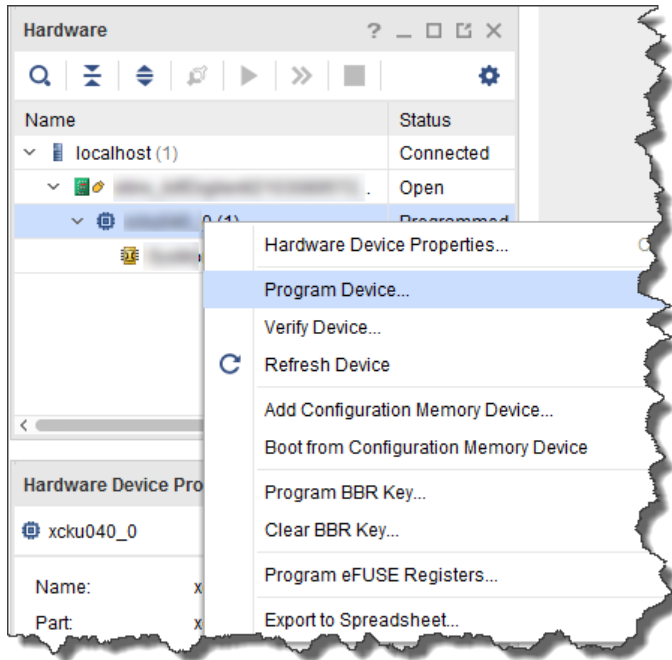 Hardware
Name Status
localhost (1) Connected
Open
0 (1) Programmed
Hardware Device Properties...
Program Device...
Verify Device...
Refresh Device
Add Configuration Memory Device...
Boot from Configuration Memory Device
Program BBR Key...
Clear BBR Key...
Program eFUSE Registers...
Export to Spreadsheet...
Hardware Device Pro
xcku040_0
Name: x
Part: x